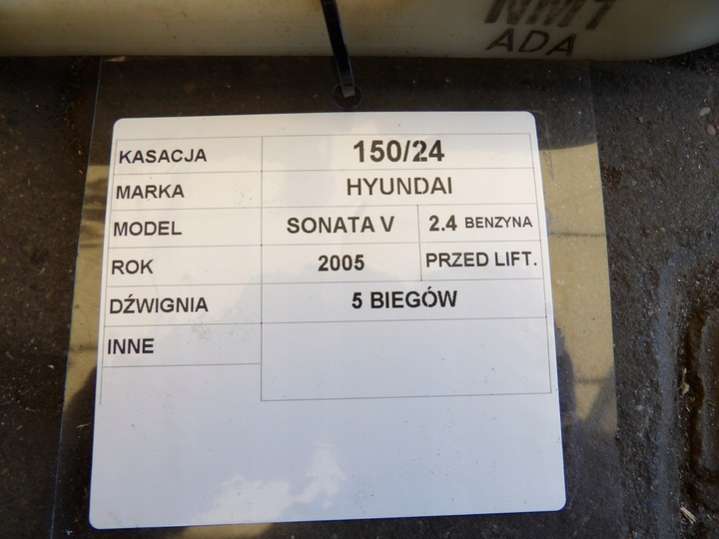 ADA
KASACJA 150/24
MARKA HYUNDAI
MODEL SONATA V 2.4 BENZYNA
ROK 2005 PRZED LIFT.
DŹWIGNIA 5 BIEGÓW
INNE